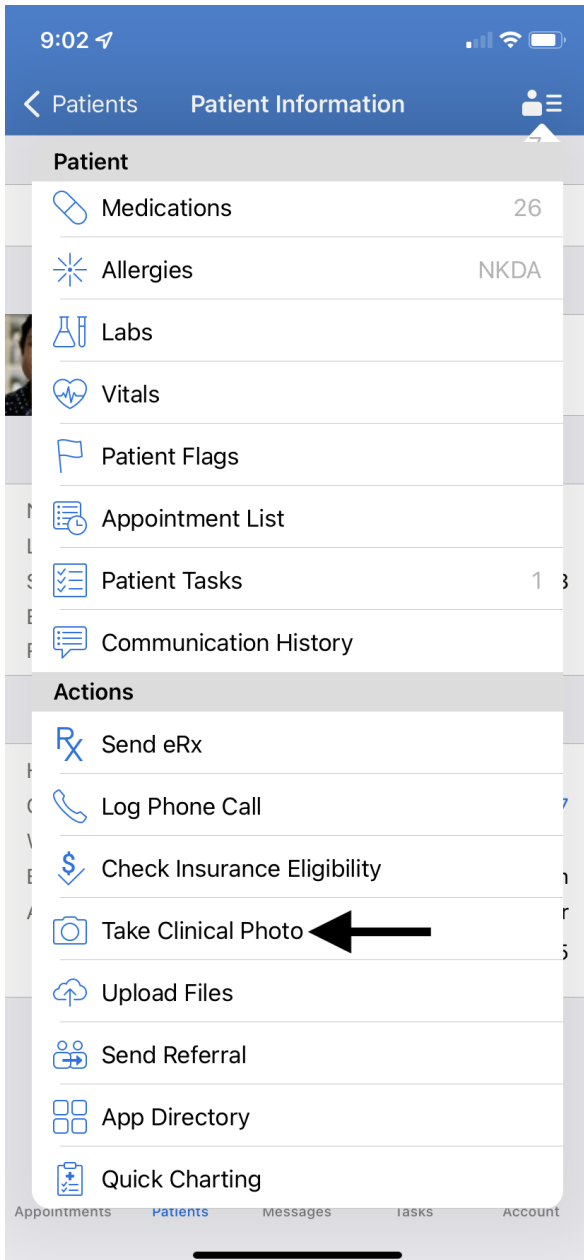 9:02
Patients Patient Information
Patient
Medications 26
Allergies NKDA
Labs
Vitals
Patient Flags
Appointment List
Patient Tasks 1
Communication History
Actions
Send eRx
Log Phone Call
Check Insurance Eligibility
Take Clinical Photo
Upload Files
Send Referral
App Directory
Quick Charting
Appointments Patients Messages Tasks Account